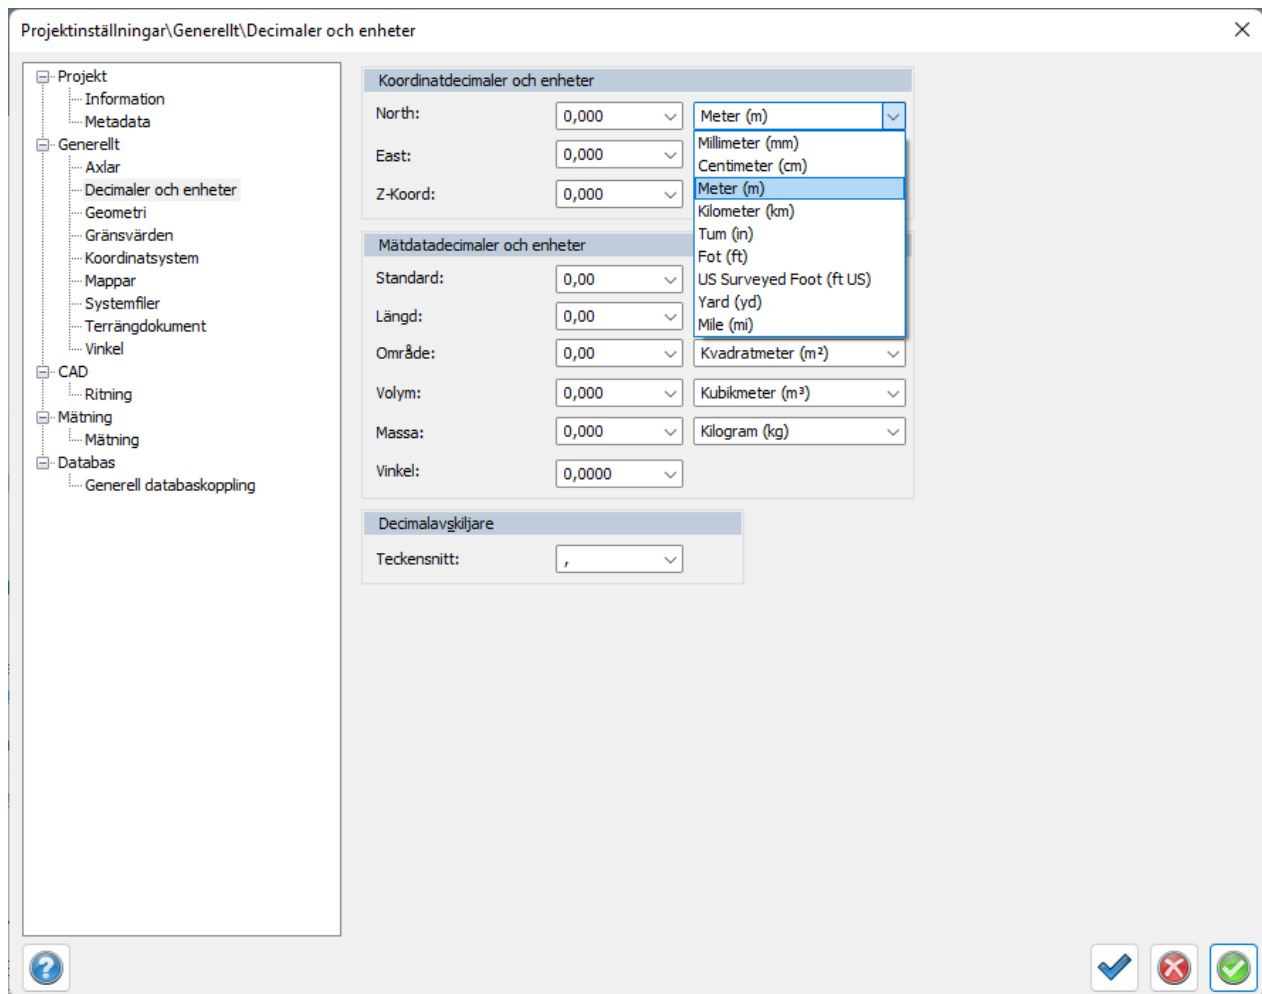 Projektinställningar\Generellt\Decimaler och enheter
Projekt
Information
Metadata
Generellt
Axlar
Decimaler och enheter
Geometri
Gränsvärden
Koordinatsystem
Mappar
Systemfiler
Terrängdokument
Vinkel
CAD
Ritning
Mätning
Mätning
Databas
Generell databaskoppling
Koordinatdecimaler och enheter
North: 0,000 Meter (m)
East: 0,000
Z-Koord: 0,000
Millimeter (mm)
Centimeter (cm)
Meter (m)
Kilometer (km)
Tum (in)
Fot (ft)
US Surveyed Foot (ft US)
Yard (yd)
Mile (mi)
Mätdatadecimaler och enheter
Standard: 0,00
Längd: 0,00
Område: 0,00 Kvadratmeter (m²)
Volym: 0,000 Kubikmeter (m³)
Massa: 0,000 Kilogram (kg)
Vinkel: 0,0000
Decimalavskiljare
Teckensnitt: ,